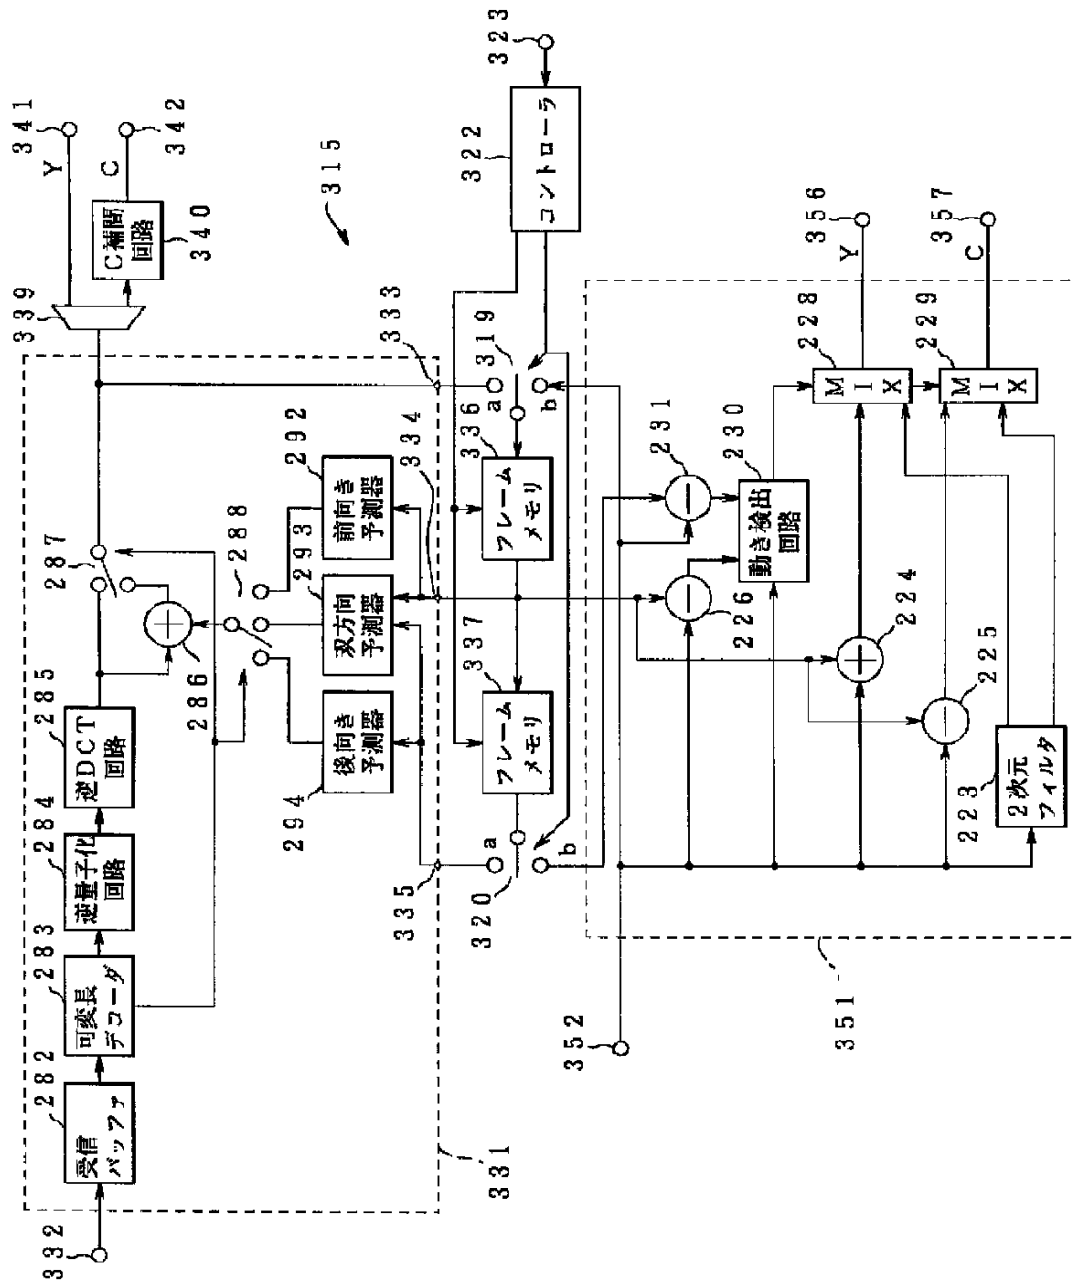 332
282
受信
バッファ
283
可変長
デコーダ
284
逆量子化
回路
285
逆DCT
回路
286
287
288
339
Y
341
C補間
回路
340
C
342
294
後向き
予測器
293
双方向
予測器
292
前向き
予測器
315
331
335
334
333
320
a
b
337
フレーム
メモリ
336
フレーム
メモリ
319
a
b
322
コントローラ
323
352
351
226
231
230
動き検出
回路
224
225
223
2次元
フィルタ
228
MIX
229
MIX
Y
356
C
357